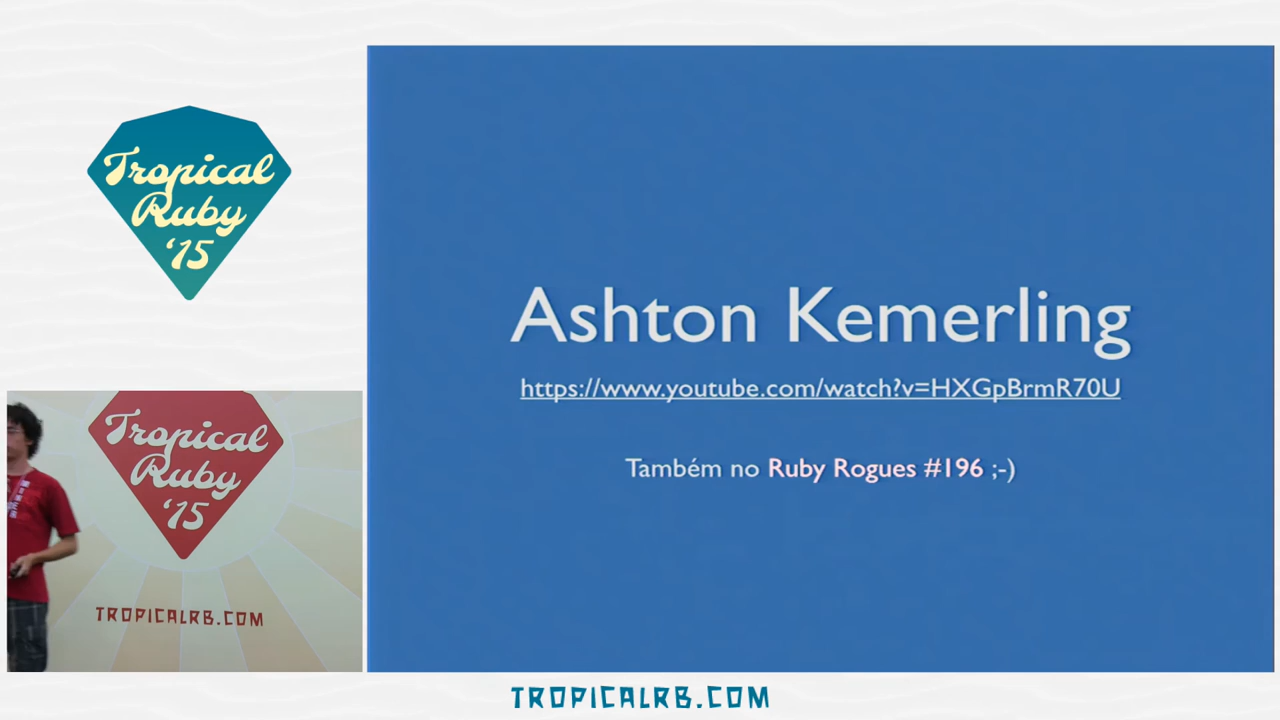 Tropical
Ruby
'15
Ashton Kemerling
https://www.youtube.com/watch?v=HXGpBrmR70U
Também no Ruby Rogues #196 ;-)
Tropical
Ruby
'15
TROPICALRB.COM
TROPICALRB.COM